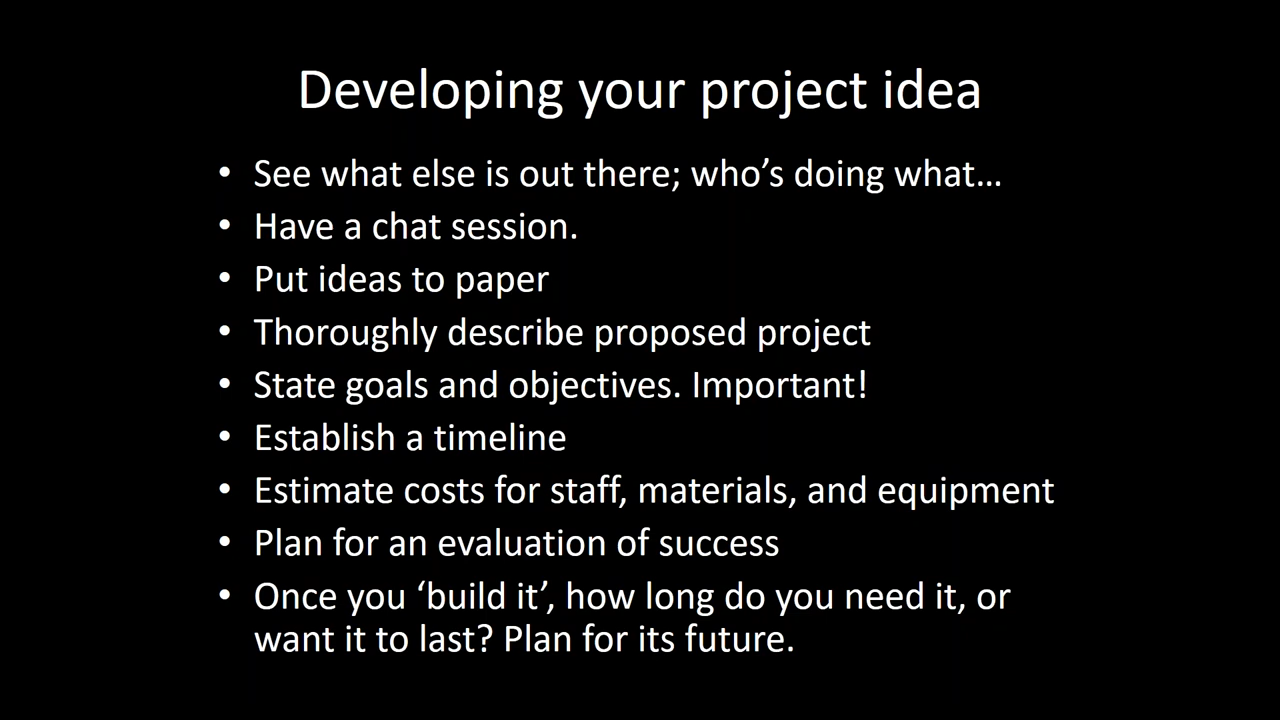 Developing your project idea
• See what else is out there; who’s doing what…
• Have a chat session.
• Put ideas to paper
• Thoroughly describe proposed project
• State goals and objectives. Important!
• Establish a timeline
• Estimate costs for staff, materials, and equipment
• Plan for an evaluation of success
• Once you ‘build it’, how long do you need it, or
want it to last? Plan for its future.